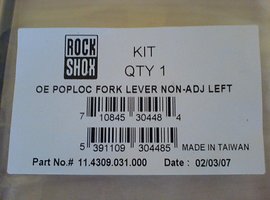 ROCK
SHOX
KIT
QTY 1
OE POPLOC FORK LEVER NON-ADJ LEFT
7 10845 30448 4
5 391109 304485
MADE IN TAIWAN
Part No.# 11.4309.031.000 Date : 02/03/07